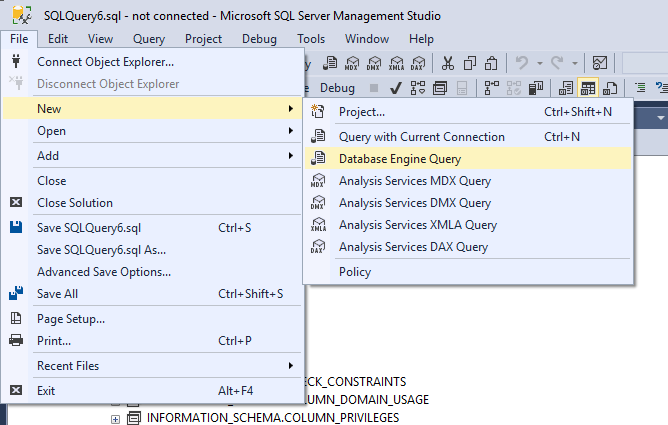 SQLQuery6.sql - not connected - Microsoft SQL Server Management Studio
File Edit View Query Project Debug Tools Window Help
Connect Object Explorer...
Disconnect Object Explorer
New
Open
Add
Close
Close Solution
Save SQLQuery6.sql Ctrl+S
Save SQLQuery6.sql As...
Advanced Save Options...
Save All Ctrl+Shift+S
Page Setup...
Print... Ctrl+P
Recent Files
Exit Alt+F4
MDX DMX XMLA DAX
Debug
Project... Ctrl+Shift+N
Query with Current Connection Ctrl+N
Database Engine Query
MDX Analysis Services MDX Query
DMX Analysis Services DMX Query
XMLA Analysis Services XMLA Query
DAX Analysis Services DAX Query
Policy
ECK_CONSTRAINTS
OLUMN_DOMAIN_USAGE
INFORMATION_SCHEMA.COLUMN_PRIVILEGES